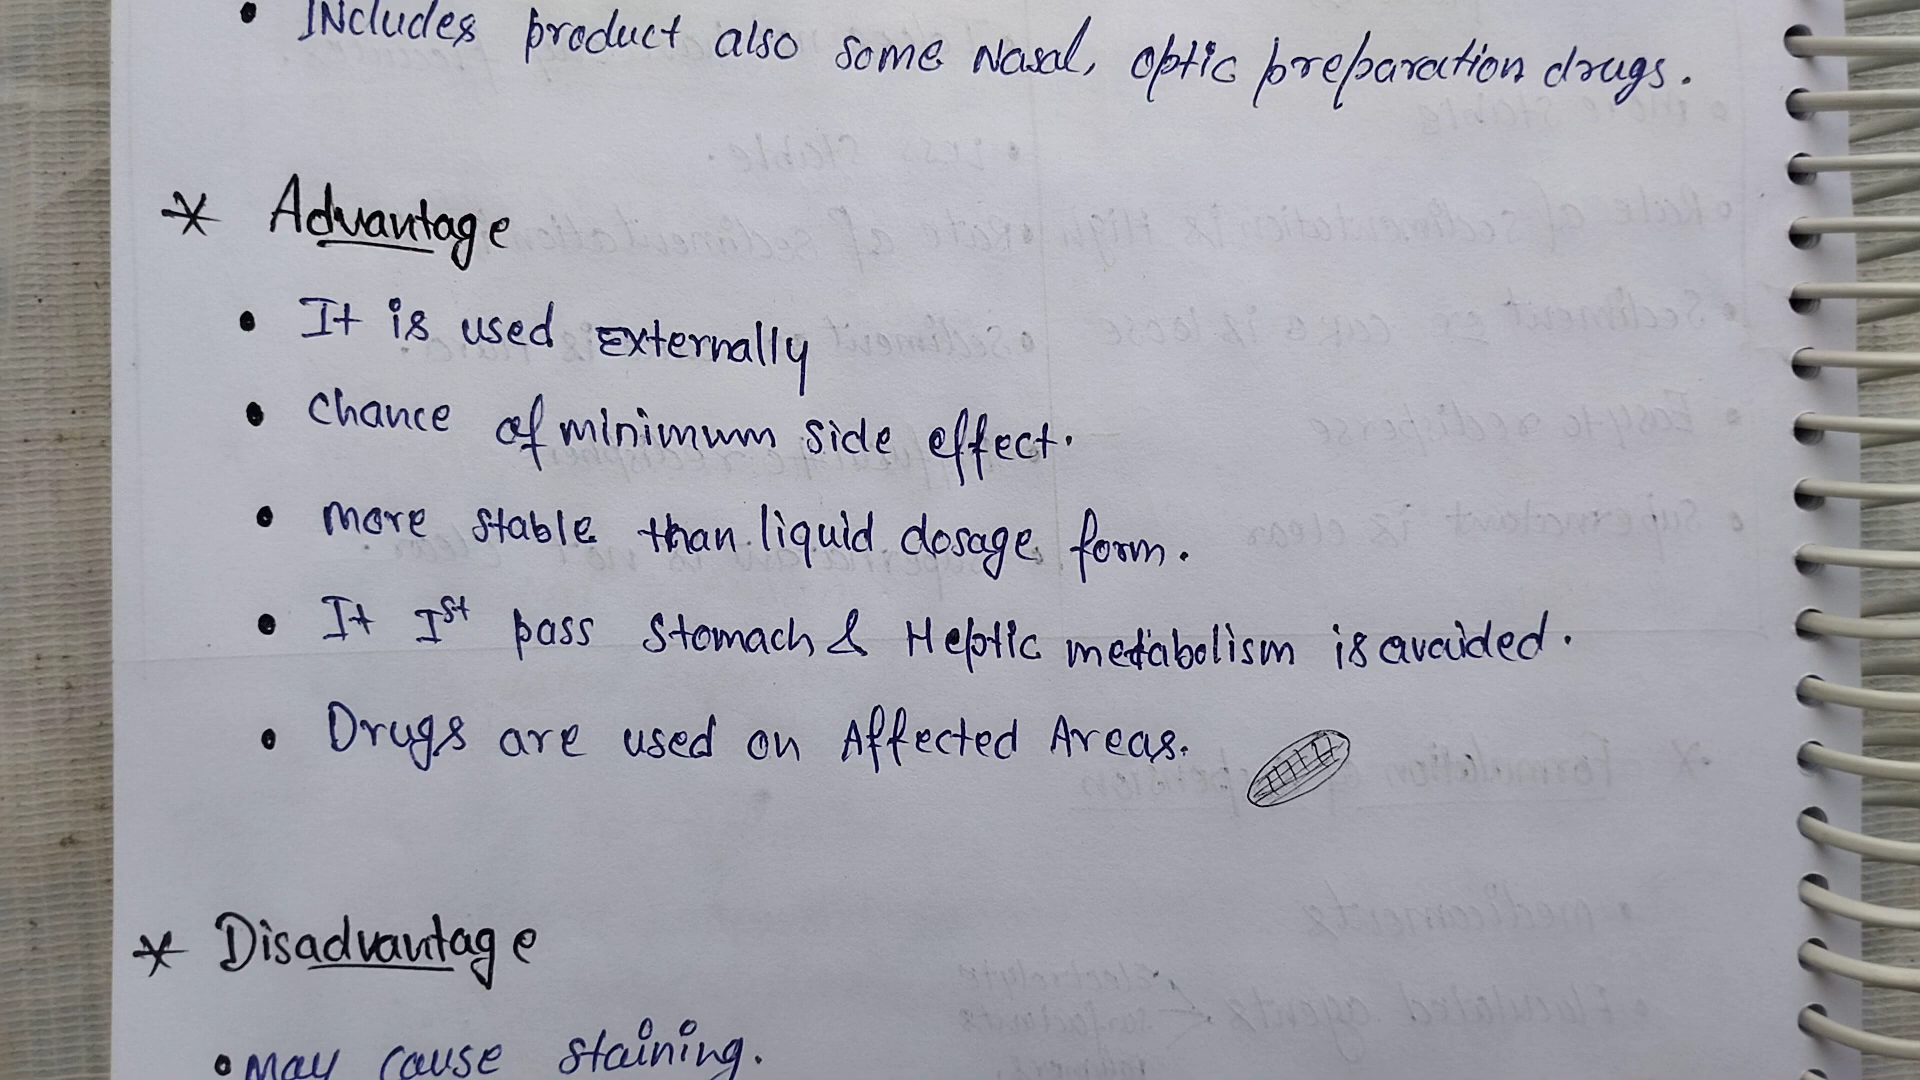 • INcludes product also some Nasal, optic preparation drugs.
* Advantage
• It is used Externally
• chance of minimum side effect.
• more stable than liquid dosage form.
• It Ist pass stomach & Heptic metabolism is avoided.
• Drugs are used on Affected Areas.
* Disadvantage
• may cause staining.